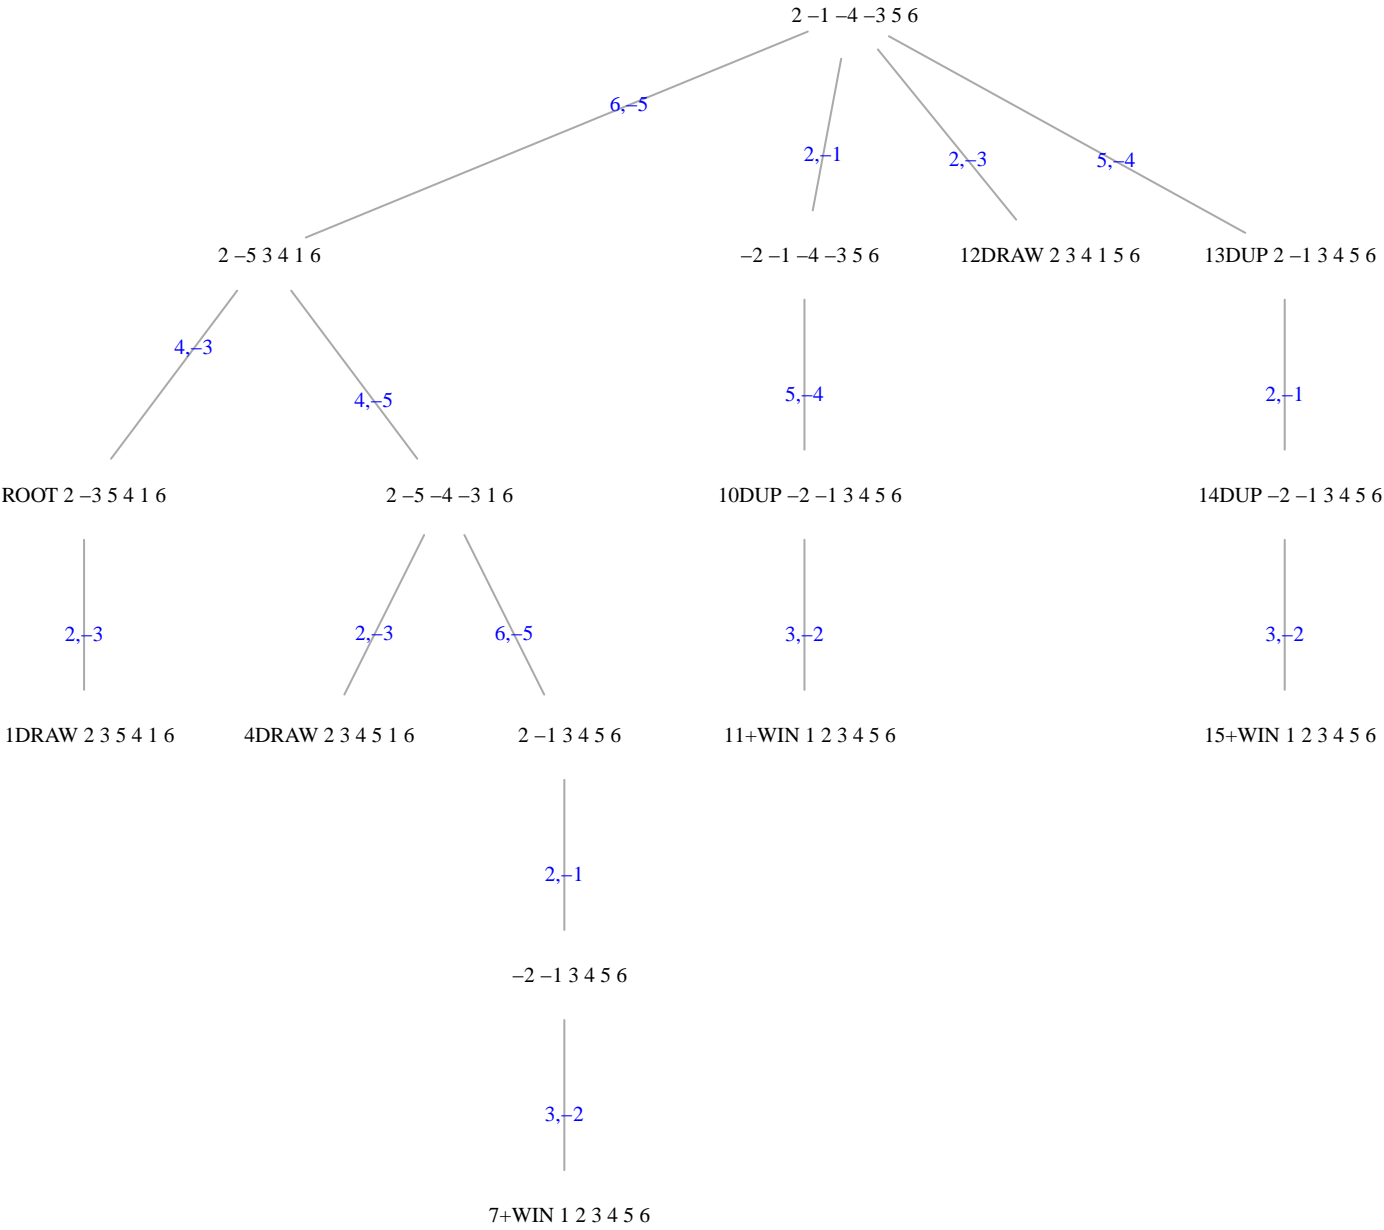 2 –1 –4 –3 5 6
6,–5
2,–1
2,–3
5,–4
2 –5 3 4 1 6
–2 –1 –4 –3 5 6
12DRAW 2 3 4 1 5 6
13DUP 2 –1 3 4 5 6
4,–3
4,–5
5,–4
2,–1
ROOT 2 –3 5 4 1 6
2 –5 –4 –3 1 6
10DUP –2 –1 3 4 5 6
14DUP –2 –1 3 4 5 6
2,–3
2,–3
6,–5
3,–2
3,–2
1DRAW 2 3 5 4 1 6
4DRAW 2 3 4 5 1 6
2 –1 3 4 5 6
11+WIN 1 2 3 4 5 6
15+WIN 1 2 3 4 5 6
2,–1
–2 –1 3 4 5 6
3,–2
7+WIN 1 2 3 4 5 6